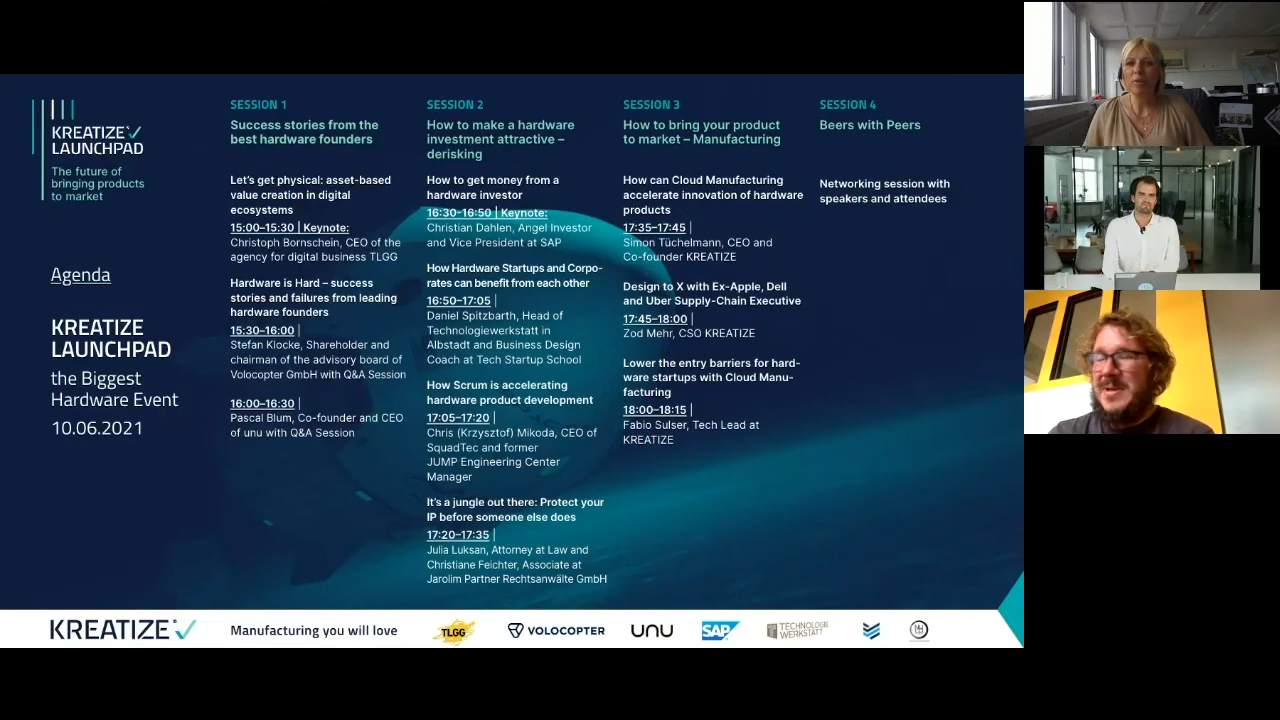 KREATIZE
LAUNCHPAD
The future of
bringing products
to market
Agenda
KREATIZE
LAUNCHPAD
the Biggest
Hardware Event
10.06.2021
SESSION 1
Success stories from the
best hardware founders
Let's get physical: asset-based
value creation in digital
ecosystems
15:00–15:30 | Keynote:
Christoph Bornschein, CEO of the
agency for digital business TLGG
Hardware is Hard – success
stories and failures from leading
hardware founders
15:30–16:00 |
Stefan Klocke, Shareholder and
chairman of the advisory board of
Volocopter GmbH with Q&A Session
16:00–16:30 |
Pascal Blum, Co-founder and CEO
of unu with Q&A Session
SESSION 2
How to make a hardware
investment attractive –
derisking
How to get money from a
hardware investor
16:30-16:50 | Keynote:
Christian Dahlen, Angel Investor
and Vice President at SAP
How Hardware Startups and Corpo-
rates can benefit from each other
16:50–17:05 |
Daniel Spitzbarth, Head of
Technologiewerkstatt in
Albstadt and Business Design
Coach at Tech Startup School
How Scrum is accelerating
hardware product development
17:05–17:20 |
Chris (Krzysztof) Mikoda, CEO of
SquadTec and former
JUMP Engineering Center
Manager
It's a jungle out there: Protect your
IP before someone else does
17:20–17:35 |
Julia Luksan, Attorney at Law and
Christiane Feichter, Associate at
Jarolim Partner Rechtsanwälte GmbH
SESSION 3
How to bring your product
to market – Manufacturing
How can Cloud Manufacturing
accelerate innovation of hardware
products
17:35–17:45 |
Simon Tüchelmann, CEO and
Co-founder KREATIZE
Design to X with Ex-Apple, Dell
and Uber Supply-Chain Executive
17:45–18:00 |
Zod Mehr, CSO KREATIZE
Lower the entry barriers for hard-
ware startups with Cloud Manu-
facturing
18:00–18:15 |
Fabio Sulser, Tech Lead at
KREATIZE
SESSION 4
Beers with Peers
Networking session with
speakers and attendees
KREATIZE
Manufacturing you will love
TLGG
VOLOCOPTER
unu
SAP
TECHNOLOGIE
WERKSTATT